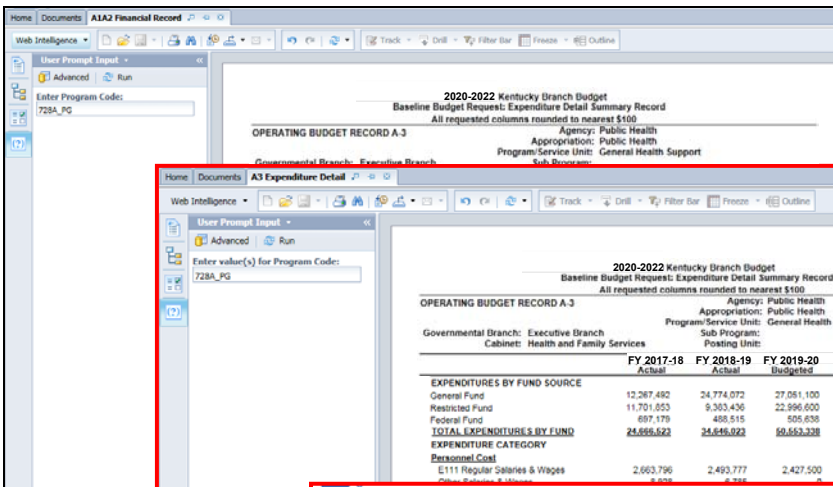 Home Documents A1A2 Financial Record
Web Intelligence Track Drill Filter Bar Freeze Outline
User Prompt Input
Advanced Run
Enter Program Code:
728A_PG
2020-2022 Kentucky Branch Budget
Baseline Budget Request: Expenditure Detail Summary Record
All requested columns rounded to nearest $100
OPERATING BUDGET RECORD A-3 Agency: Public Health
Appropriation: Public Health
Program/Service Unit: General Health Support
Governmental Branch: Executive Branch Sub Program:
Home Documents A3 Expenditure Detail
Web Intelligence Track Drill Filter Bar Freeze Outline
User Prompt Input
Advanced Run
Enter value(s) for Program Code:
728A_PG
2020-2022 Kentucky Branch Budget
Baseline Budget Request: Expenditure Detail Summary Record
All requested columns rounded to nearest $100
OPERATING BUDGET RECORD A-3 Agency: Public Health
Appropriation: Public Health
Program/Service Unit: General Health
Governmental Branch: Executive Branch Sub Program:
Cabinet: Health and Family Services Posting Unit:
FY 2017-18 FY 2018-19 FY 2019-20
Actual Actual Budgeted
EXPENDITURES BY FUND SOURCE
General Fund 12,267,492 24,774,072 27,051,100
Restricted Fund 11,701,853 9,383,436 22,996,600
Federal Fund 697,179 488,515 505,638
TOTAL EXPENDITURES BY FUND 24,666,523 34,646,023 50,553,338
EXPENDITURE CATEGORY
Personnel Cost
E111 Regular Salaries & Wages 2,663,796 2,493,777 2,427,500
Other Salaries & Wages